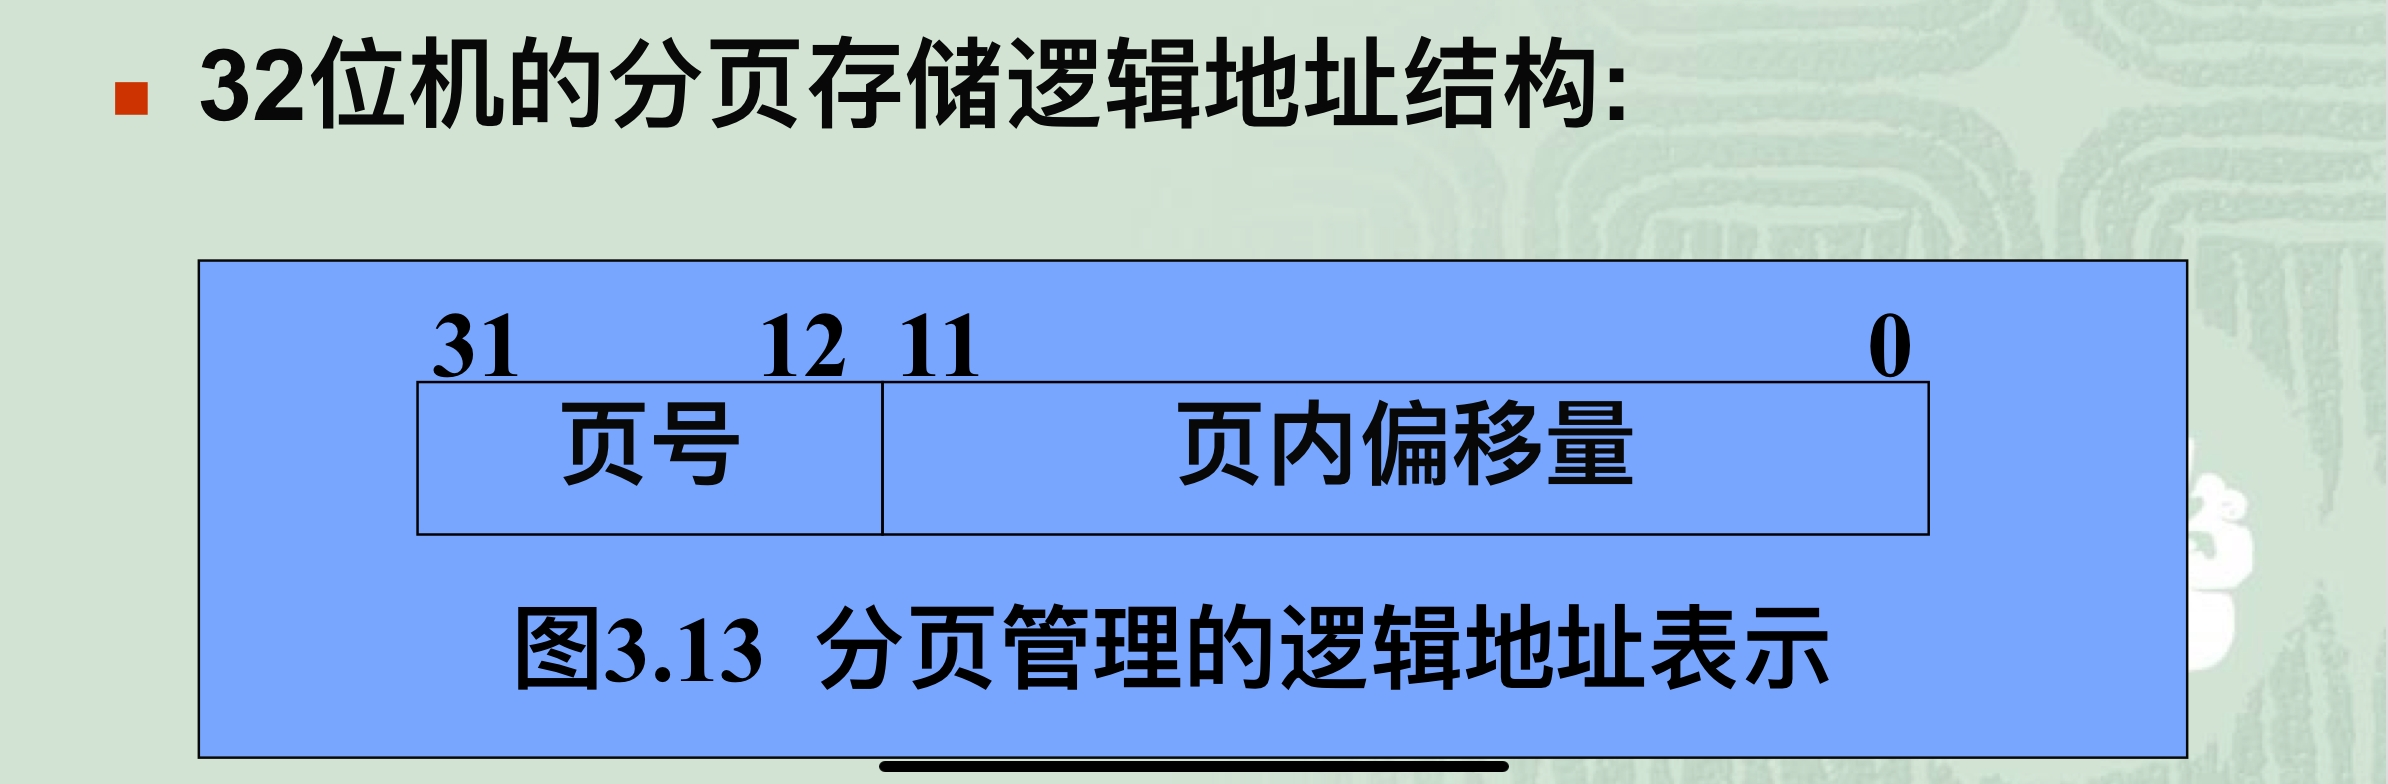 32位机的分页存储逻辑地址结构:
31 12 11 0
页号 页内偏移量
图3.13 分页管理的逻辑地址表示